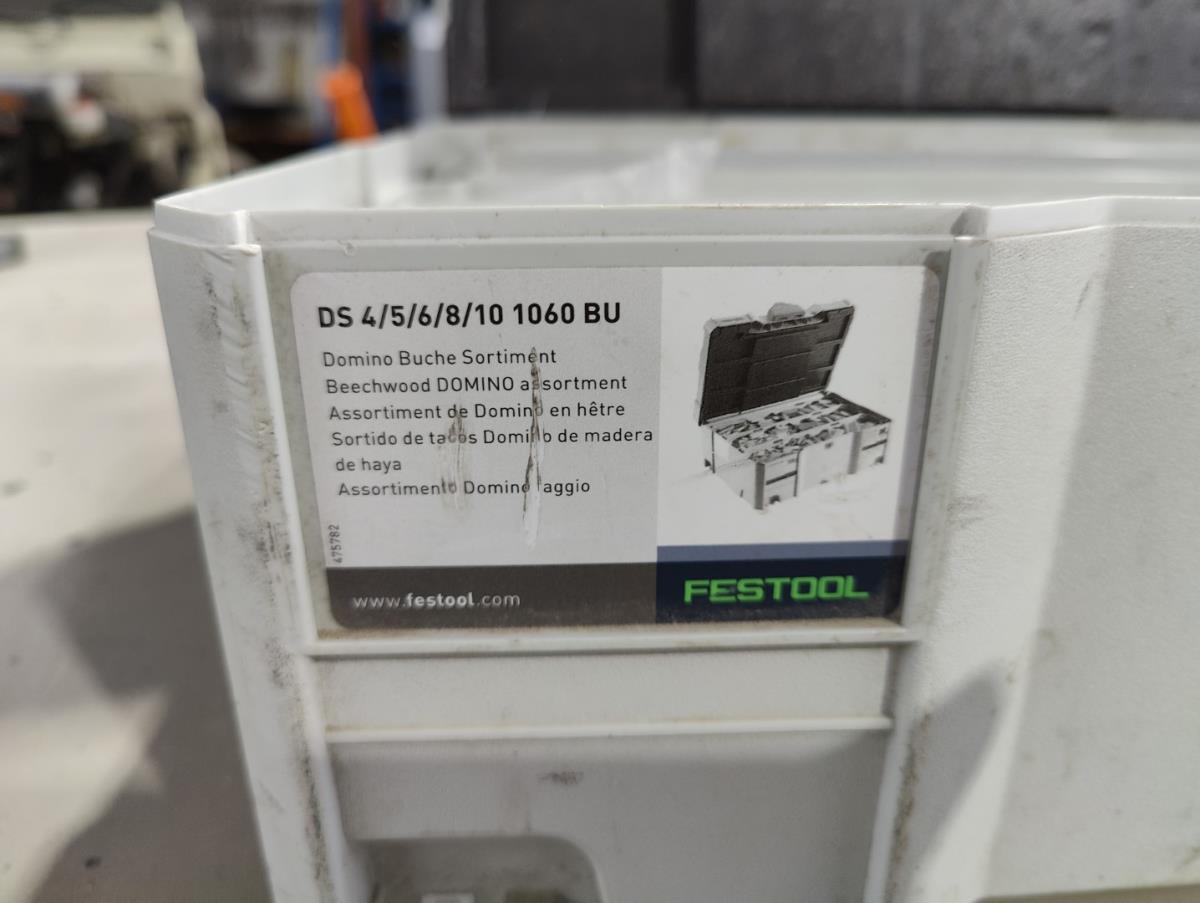 DS 4/5/6/8/10 1060 BU
Domino Buche Sortiment
Beechwood DOMINO assortment
Assortiment de Domino en hêtre
Sortido de tacos Domino de madera
de haya
Assortimento Domino faggio
475782
www.festool.com
FESTOOL